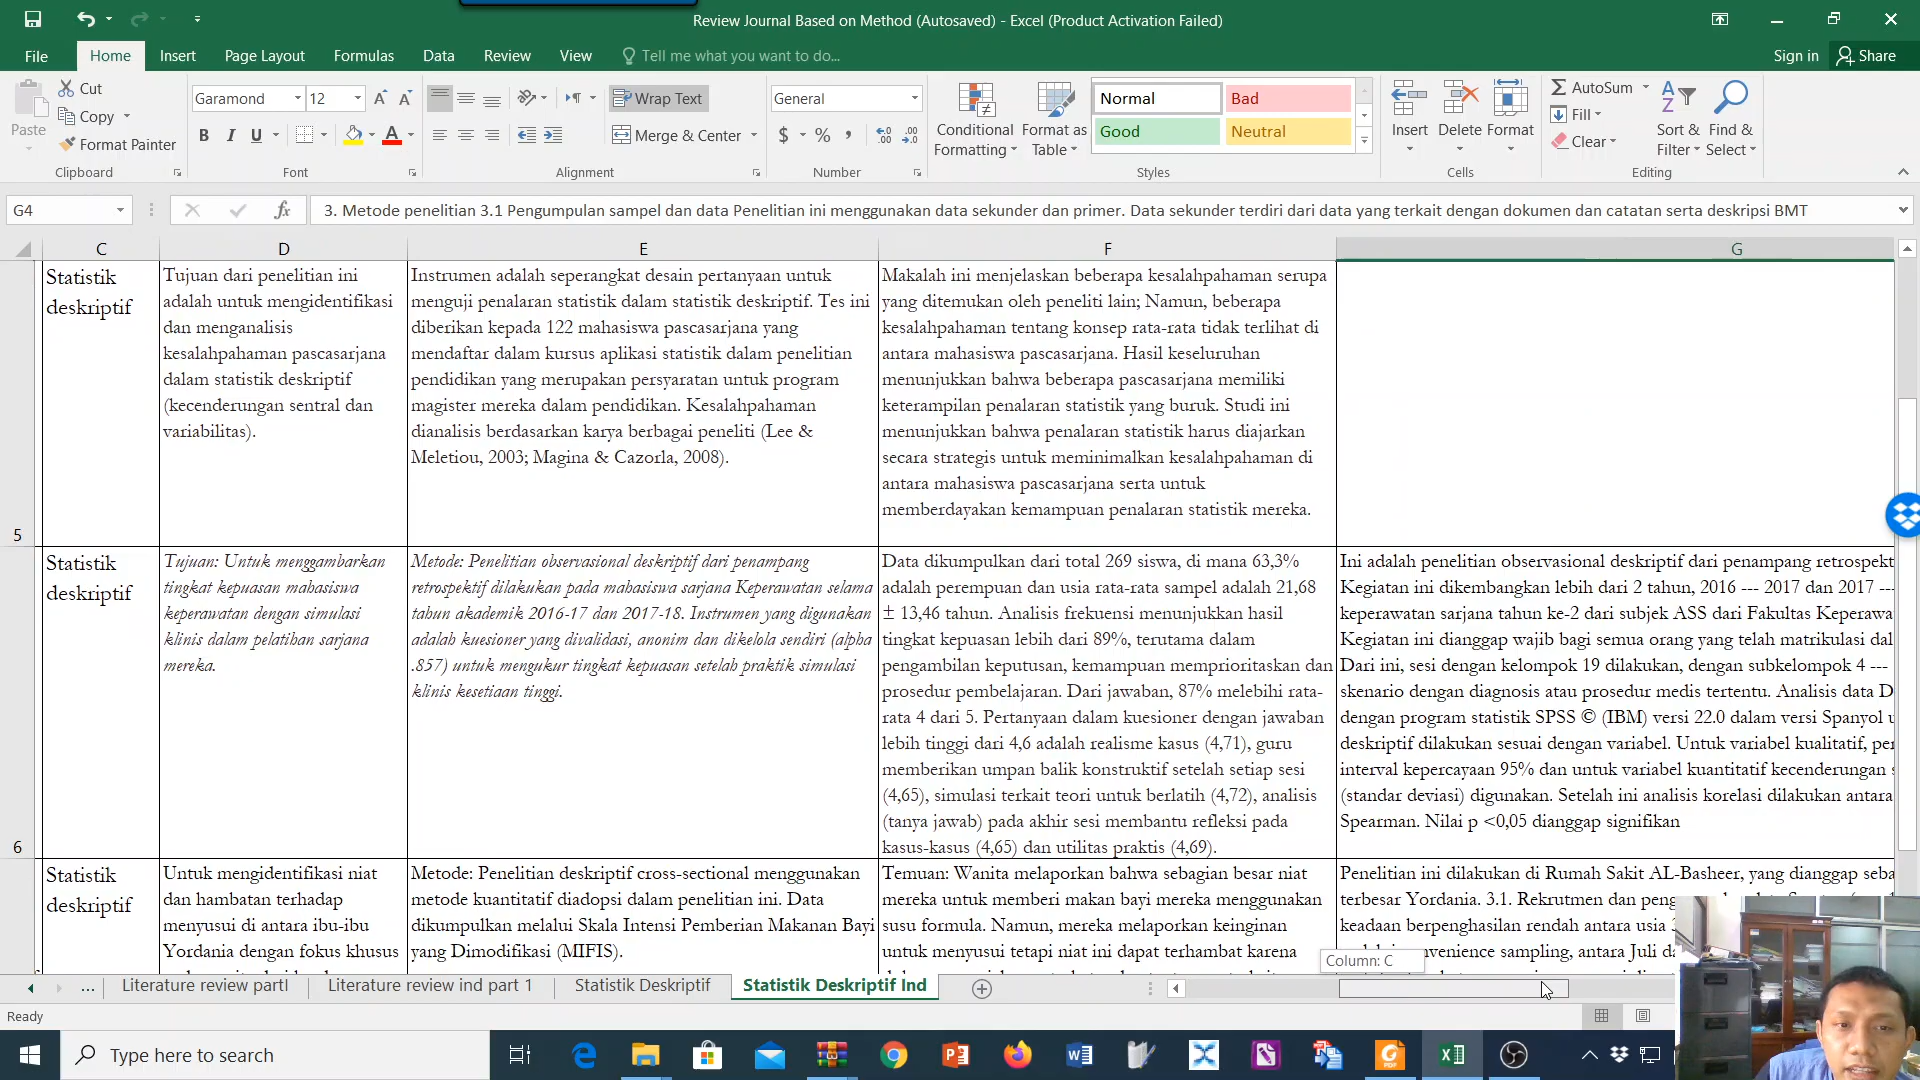 Review Journal Based on Method (Autosaved) - Excel (Product Activation Failed)
File Home Insert Page Layout Formulas Data Review View Tell me what you want to do... Sign in Share
Paste
Cut
Copy
Format Painter
Clipboard
Garamond 12
B I U
Font
Wrap Text
Merge & Center
Alignment
General
$ %
Number
Conditional Formatting
Format as Table
Normal Bad
Good Neutral
Styles
Insert Delete Format
Cells
AutoSum
Fill
Clear
Sort & Filter
Find & Select
Editing
G4
fx 3. Metode penelitian 3.1 Pengumpulan sampel dan data Penelitian ini menggunakan data sekunder dan primer. Data sekunder terdiri dari data yang terkait dengan dokumen dan catatan serta deskripsi BMT
C D E F G
5
Statistik
deskriptif
Tujuan dari penelitian ini
adalah untuk mengidentifikasi
dan menganalisis
kesalahpahaman pascasarjana
dalam statistik deskriptif
(kecenderungan sentral dan
variabilitas).
Instrumen adalah seperangkat desain pertanyaan untuk
menguji penalaran statistik dalam statistik deskriptif. Tes ini
diberikan kepada 122 mahasiswa pascasarjana yang
mendaftar dalam kursus aplikasi statistik dalam penelitian
pendidikan yang merupakan persyaratan untuk program
magister mereka dalam pendidikan. Kesalahpahaman
dianalisis berdasarkan karya berbagai peneliti (Lee &
Meletiou, 2003; Magina & Cazorla, 2008).
Makalah ini menjelaskan beberapa kesalahpahaman serupa
yang ditemukan oleh peneliti lain; Namun, beberapa
kesalahpahaman tentang konsep rata-rata tidak terlihat di
antara mahasiswa pascasarjana. Hasil keseluruhan
menunjukkan bahwa beberapa pascasarjana memiliki
keterampilan penalaran statistik yang buruk. Studi ini
menunjukkan bahwa penalaran statistik harus diajarkan
secara strategis untuk meminimalkan kesalahpahaman di
antara mahasiswa pascasarjana serta untuk
memberdayakan kemampuan penalaran statistik mereka.
6
Statistik
deskriptif
Tujuan: Untuk menggambarkan
tingkat kepuasan mahasiswa
keperawatan dengan simulasi
klinis dalam pelatihan sarjana
mereka.
Metode: Penelitian observasional deskriptif dari penampang
retrospektif dilakukan pada mahasiswa sarjana Keperawatan selama
tahun akademik 2016-17 dan 2017-18. Instrumen yang digunakan
adalah kuesioner yang divalidasi, anonim dan dikelola sendiri (alpha
.857) untuk mengukur tingkat kepuasan setelah praktik simulasi
klinis kesetiaan tinggi.
Data dikumpulkan dari total 269 siswa, di mana 63,3%
adalah perempuan dan usia rata-rata sampel adalah 21,68
± 13,46 tahun. Analisis frekuensi menunjukkan hasil
tingkat kepuasan lebih dari 89%, terutama dalam
pengambilan keputusan, kemampuan memprioritaskan dan
prosedur pembelajaran. Dari jawaban, 87% melebihi rata-
rata 4 dari 5. Pertanyaan dalam kuesioner dengan jawaban
lebih tinggi dari 4,6 adalah realisme kasus (4,71), guru
memberikan umpan balik konstruktif setelah setiap sesi
(4,65), simulasi terkait teori untuk berlatih (4,72), analisis
(tanya jawab) pada akhir sesi membantu refleksi pada
kasus-kasus (4,65) dan utilitas praktis (4,69).
Ini adalah penelitian observasional deskriptif dari penampang retrospekt
Kegiatan ini dikembangkan lebih dari 2 tahun, 2016 --- 2017 dan 2017 ---
keperawatan sarjana tahun ke-2 dari subjek ASS dari Fakultas Keperawa
Kegiatan ini dianggap wajib bagi semua orang yang telah matrikulasi dal
Dari ini, sesi dengan kelompok 19 dilakukan, dengan subkelompok 4 ---
skenario dengan diagnosis atau prosedur medis tertentu. Analisis data D
dengan program statistik SPSS © (IBM) versi 22.0 dalam versi Spanyol u
deskriptif dilakukan sesuai dengan variabel. Untuk variabel kualitatif, per
interval kepercayaan 95% dan untuk variabel kuantitatif kecenderungan s
(standar deviasi) digunakan. Setelah ini analisis korelasi dilakukan antara
Spearman. Nilai p <0,05 dianggap signifikan
Statistik
deskriptif
Untuk mengidentifikasi niat
dan hambatan terhadap
menyusui di antara ibu-ibu
Yordania dengan fokus khusus
Metode: Penelitian deskriptif cross-sectional menggunakan
metode kuantitatif diadopsi dalam penelitian ini. Data
dikumpulkan melalui Skala Intensi Pemberian Makanan Bayi
yang Dimodifikasi (MIFIS).
Temuan: Wanita melaporkan bahwa sebagian besar niat
mereka untuk memberi makan bayi mereka menggunakan
susu formula. Namun, mereka melaporkan keinginan
untuk menyusui tetapi niat ini dapat terhambat karena
Penelitian ini dilakukan di Rumah Sakit AL-Basheer, yang dianggap seba
terbesar Yordania. 3.1. Rekrutmen dan
keadaan berpenghasilan rendah antara usia
sampling, antara Juli
Column: C
... Literature review partI Literature review ind part 1 Statistik Deskriptif Statistik Deskriptif Ind
Ready
Type here to search